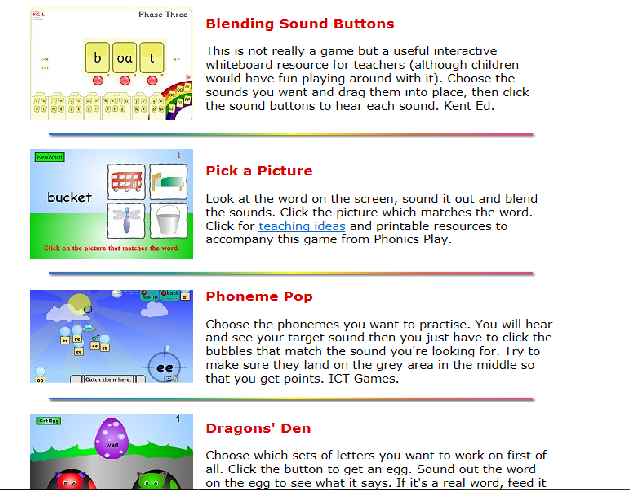 Phase Three
b oa t
Blending Sound Buttons
This is not really a game but a useful interactive
whiteboard resource for teachers (although children
would have fun playing around with it). Choose the
sounds you want and drag them into place, then click
the sound buttons to hear each sound. Kent Ed.
New Word
1
bucket
Click on the picture that matches the word.
Pick a Picture
Look at the word on the screen, sound it out and blend
the sounds. Click the picture which matches the word.
Click for teaching ideas and printable resources to
accompany this game from Phonics Play.
ee
Phoneme Pop
Choose the phonemes you want to practise. You will hear
and see your target sound then you just have to click the
bubbles that match the sound you're looking for. Try to
make sure they land on the grey area in the middle so
that you get points. ICT Games.
Get Egg
1
Dragons' Den
Choose which sets of letters you want to work on first of
all. Click the button to get an egg. Sound out the word
on the egg to see what it says. If it's a real word, feed it